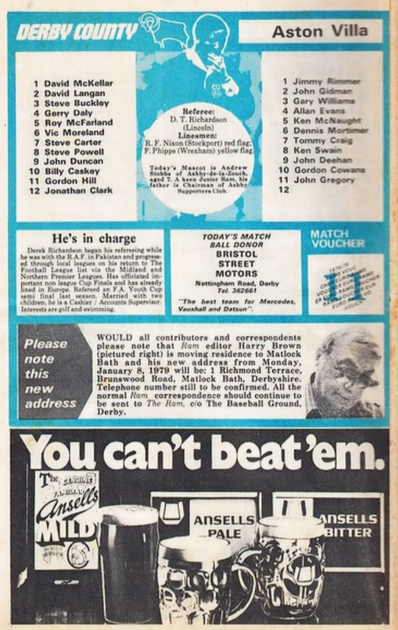 DERBY COUNTY
Aston Villa
1 David McKellar
2 David Langan
3 Steve Buckley
4 Gerry Daly
5 Roy McFarland
6 Vic Moreland
7 Steve Carter
8 Steve Powell
9 John Duncan
10 Billy Caskey
11 Gordon Hill
12 Jonathan Clark
Referee:
D. T. Richardson
(Lincoln)
Linesmen:
R. F. Nixon (Stockport) red flag;
F. Phipps (Wrexham) yellow flag.
Today's Mascot is Andrew
Stubbs of Ashby-de-la-Zouch,
aged 7. A keen Junior Ram, his
father is Chairman of Ashby
Supporters Club.
1 Jimmy Rimmer
2 John Gidman
3 Gary Williams
4 Allan Evans
5 Ken McNaught
6 Dennis Mortimer
7 Tommy Craig
8 Ken Swain
9 John Deehan
10 Gordon Cowans
11 John Gregory
12
He's in charge
Derek Richardson began his refereeing while
he was with the R.A.F. in Pakistan and progress-
ed through local leagues on his return to The
Football League list via the Midland and
Northern Premier Leagues. Has officiated im-
portant non league Cup Finals and has already
lined in Europe. Refereed an F.A. Youth Cup
semi final last season. Married with two
children, he is a Cashier / Accounts Supervisor.
Interests are golf and swimming.
TODAY'S MATCH
BALL DONOR
BRISTOL
STREET
MOTORS
Nottingham Road, Derby
Tel. 362661
"The best team for Mercedes,
Vauxhall and Datsun".
MATCH
VOUCHER
11
Please
note
this
new
address
WOULD all contributors and correspondents
please note that Ram editor Harry Brown
(pictured right) is moving residence to Matlock
Bath and his new address from Monday,
January 8, 1979 will be: 1 Richmond Terrace,
Brunswood Road, Matlock Bath, Derbyshire.
Telephone number still to be confirmed. All the
normal Ram correspondence should continue to
be sent to The Ram, c/o The Baseball Ground,
Derby.
You can't beat 'em.
The
Ansells
MILD
ANSELLS
PALE
ANSELLS
BITTER